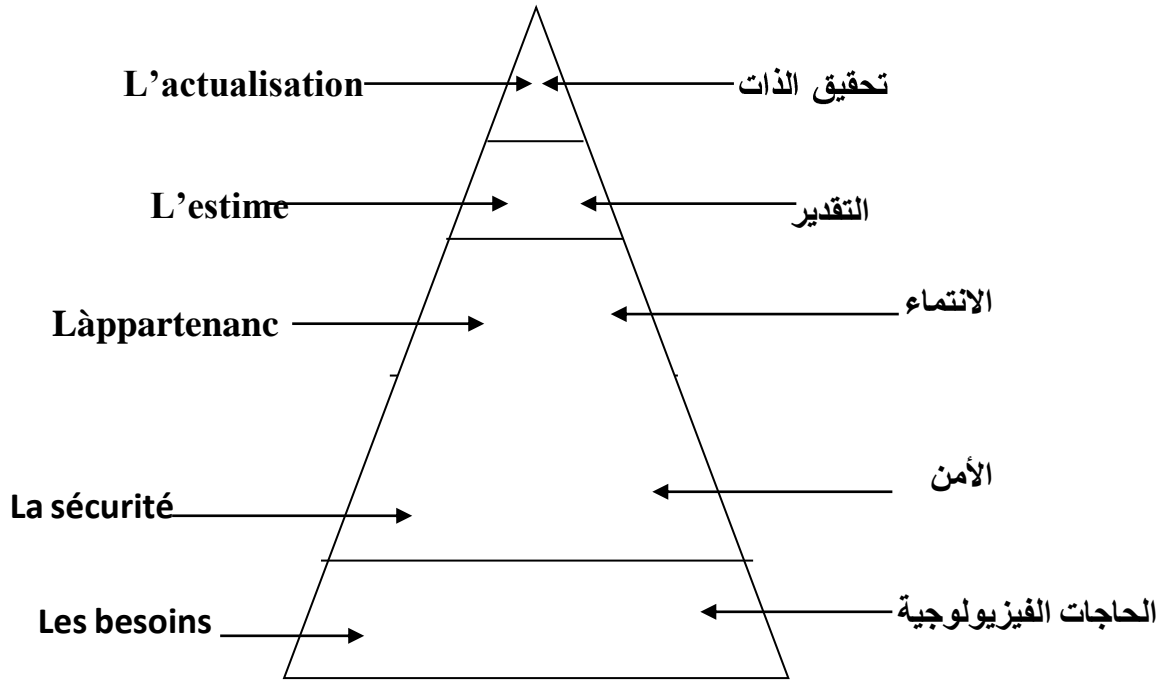 L’actualisation
تحقيق الذات
L’estime
التقدير
Làppartenanc
الانتماء
La sécurité
الأمن
Les besoins
الحاجات الفيزيولوجية